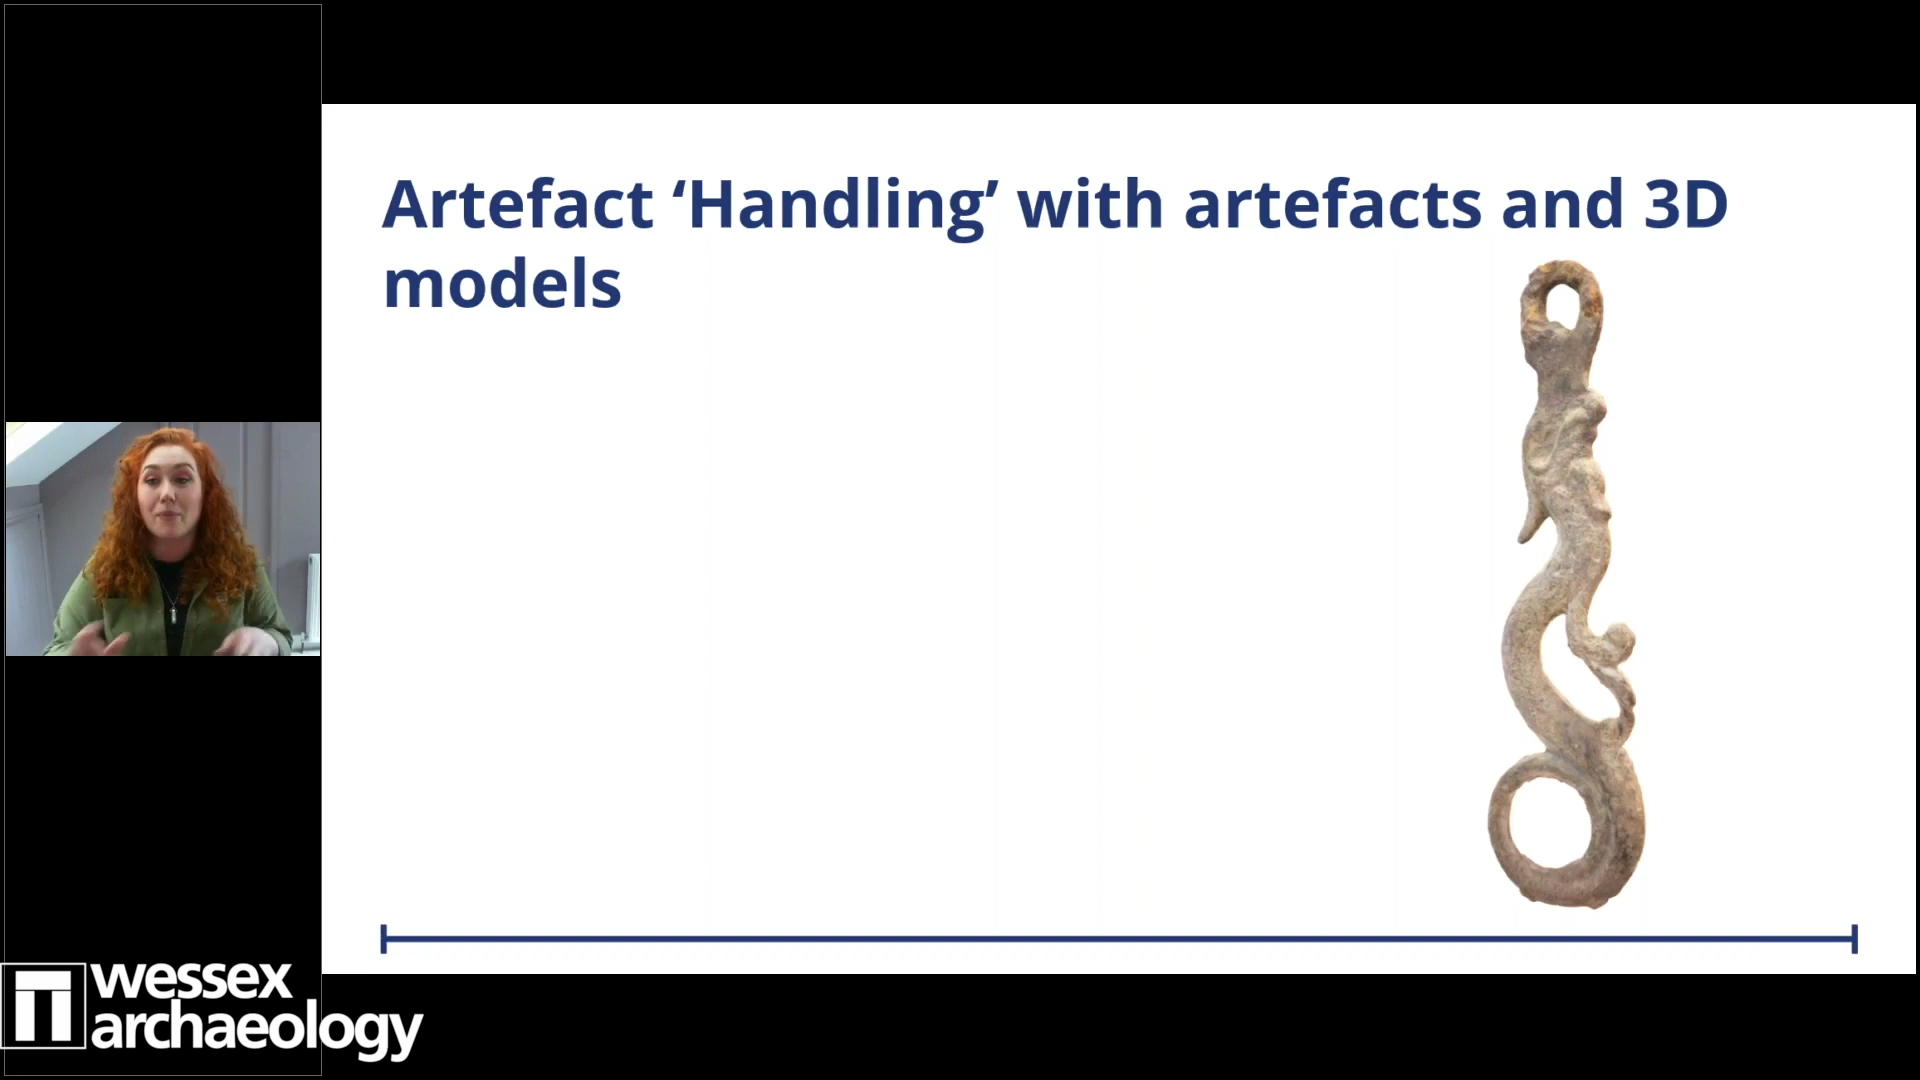 Artefact ‘Handling’ with artefacts and 3D
models
wessex
archaeology